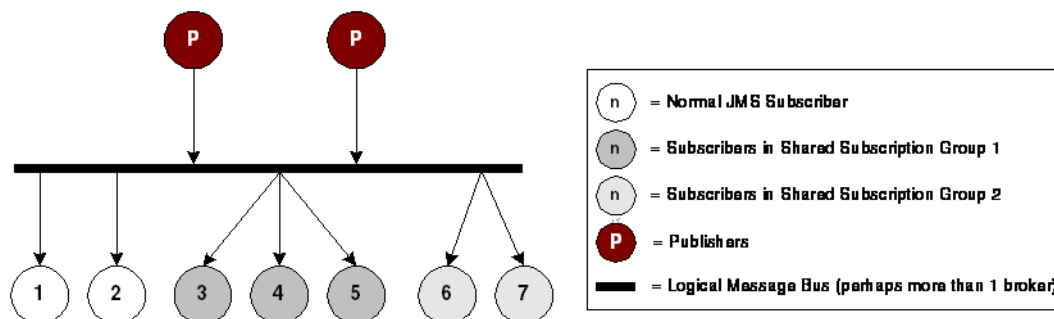 P P
n = Normal JMS Subscriber
n = Subscribers in Shared Subscription Group 1
n = Subscribers in Shared Subscription Group 2
P = Publishers
= Logical Message Bus (perhaps more than 1 broker)
1 2 3 4 5 6 7